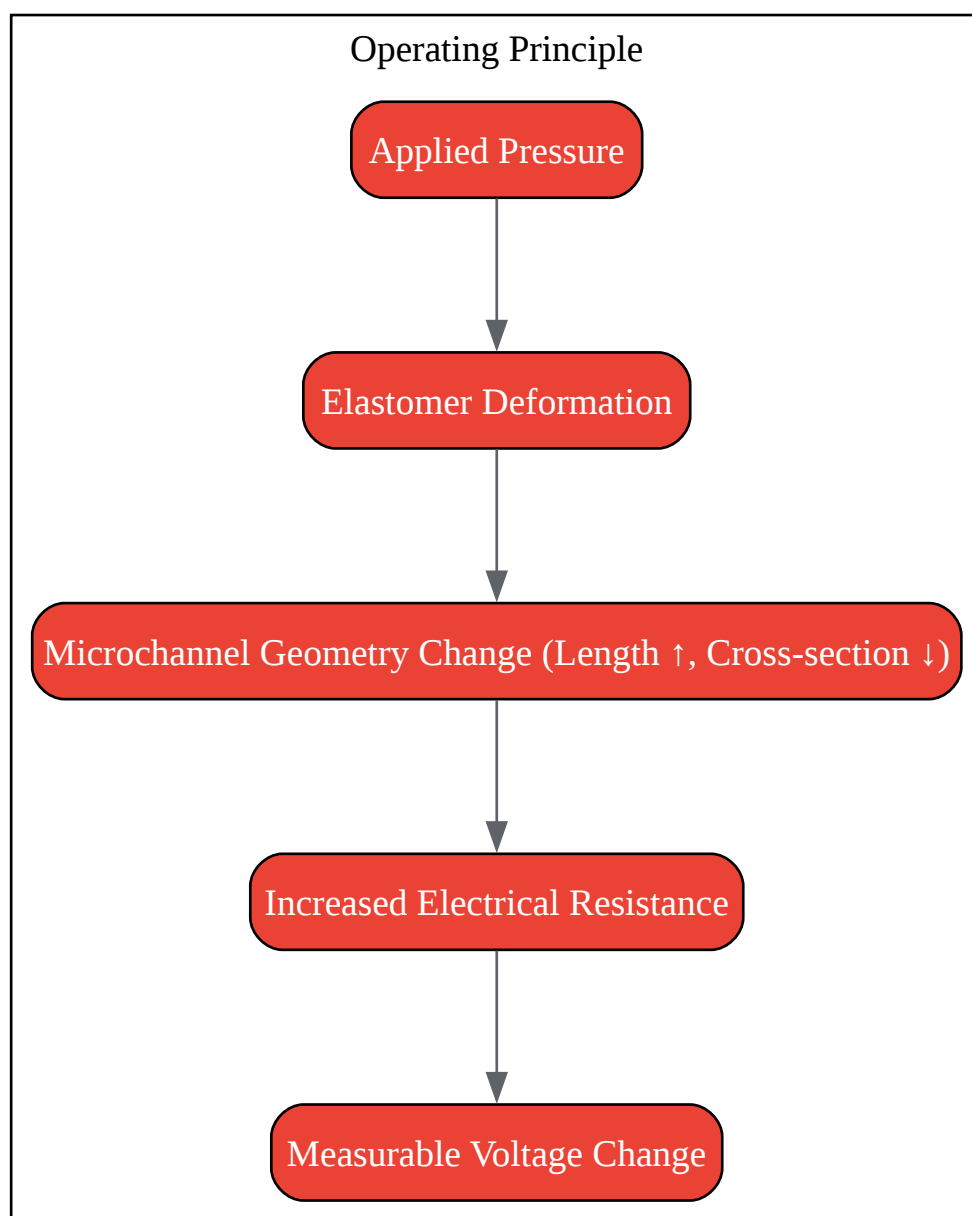 Operating Principle
Applied Pressure
Elastomer Deformation
Microchannel Geometry Change (Length ↑, Cross-section ↓)
Increased Electrical Resistance
Measurable Voltage Change